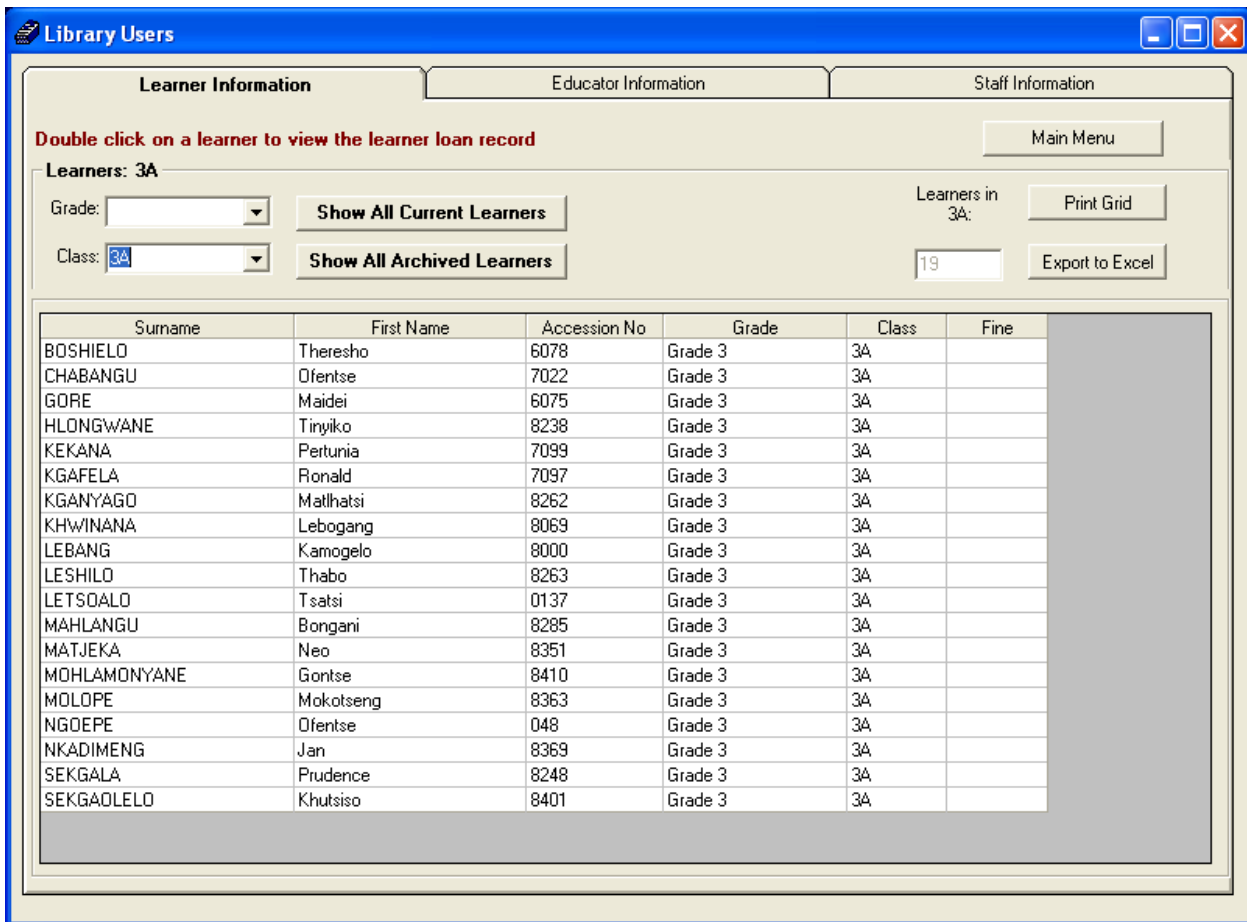 Library Users
Learner Information Educator Information Staff Information
Double click on a learner to view the learner loan record Main Menu
Learners: 3A
Grade: Show All Current Learners Learners in 3A: Print Grid
Class: 3A Show All Archived Learners 19 Export to Excel
Surname First Name Accession No Grade Class Fine
BOSHIELO Theresho 6078 Grade 3 3A
CHABANGU Ofentse 7022 Grade 3 3A
GORE Maidei 6075 Grade 3 3A
HLONGWANE Tinyiko 8238 Grade 3 3A
KEKANA Pertunia 7099 Grade 3 3A
KGAFELA Ronald 7097 Grade 3 3A
KGANYAGO Matlhatsi 8262 Grade 3 3A
KHWINANA Lebogang 8069 Grade 3 3A
LEBANG Kamogelo 8000 Grade 3 3A
LESHILO Thabo 8263 Grade 3 3A
LETSOALO Tsatsi 0137 Grade 3 3A
MAHLANGU Bongani 8285 Grade 3 3A
MATJEKA Neo 8351 Grade 3 3A
MOHLAMONYANE Gontse 8410 Grade 3 3A
MOLOPE Mokotseng 8363 Grade 3 3A
NGOEPE Ofentse 048 Grade 3 3A
NKADIMENG Jan 8369 Grade 3 3A
SEKGALA Prudence 8248 Grade 3 3A
SEKGAOLELO Khutsiso 8401 Grade 3 3A